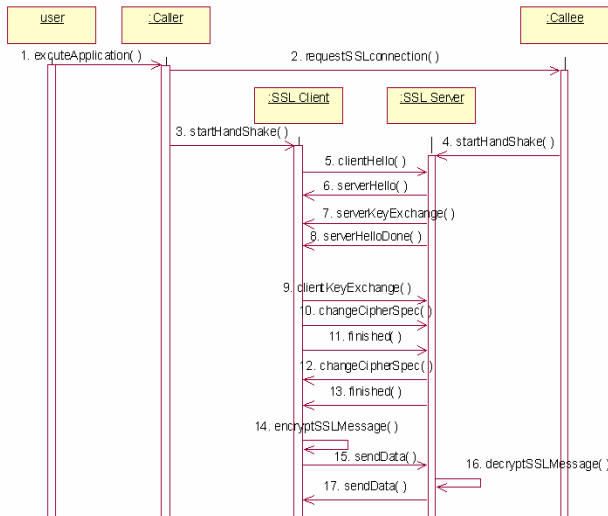 user
:Caller
:Callee
1. excuteApplication( )
2. requestSSLconnection( )
:SSL Client
:SSL Server
3. startHandShake( )
4. startHandShake( )
5. clientHello( )
6. serverHello( )
7. serverKeyExchange( )
8. serverHelloDone( )
9. clientKeyExchange( )
10. changeCipherSpec( )
11. finished( )
12. changeCipherSpec( )
13. finished( )
14. encryptSSLMessage( )
15. sendData( )
16. decryptSSLMessage( )
17. sendData( )